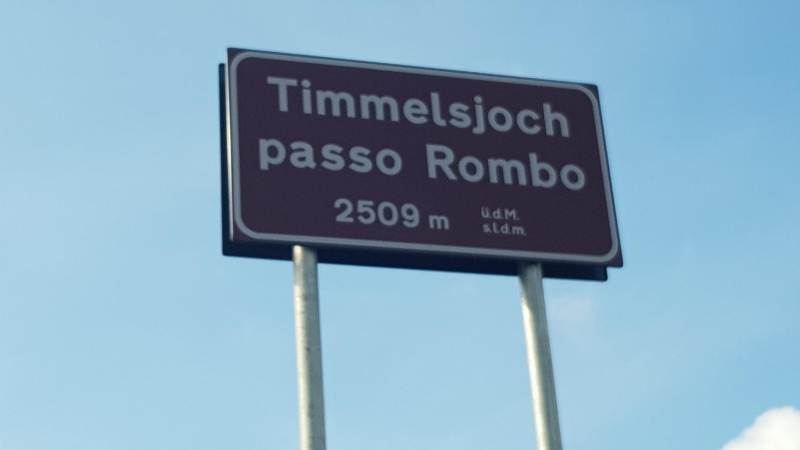 Timmelsjoch
passo Rombo
2509 m
ü.d.M.
s.l.d.m.